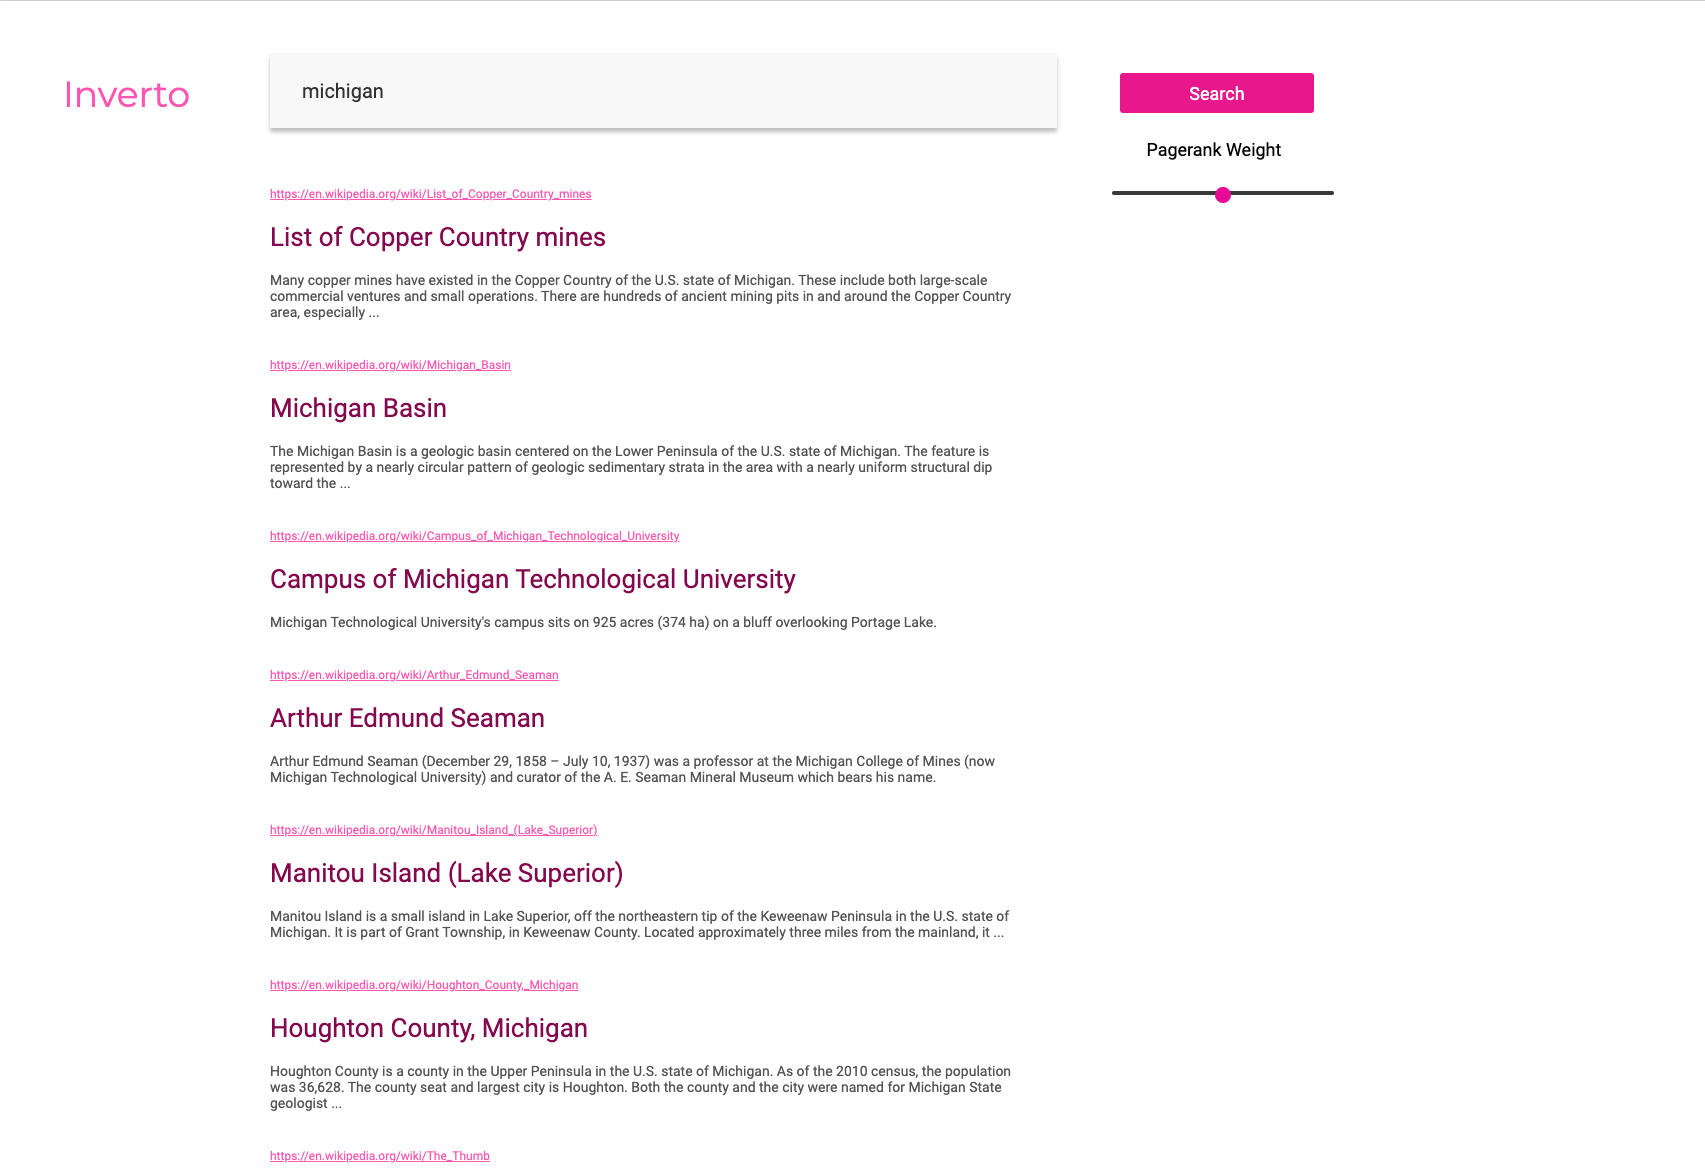 Inverto
michigan
Search
Pagerank Weight
https://en.wikipedia.org/wiki/List_of_Copper_Country_mines
List of Copper Country mines
Many copper mines have existed in the Copper Country of the U.S. state of Michigan. These include both large-scale
commercial ventures and small operations. There are hundreds of ancient mining pits in and around the Copper Country
area, especially ...
https://en.wikipedia.org/wiki/Michigan_Basin
Michigan Basin
The Michigan Basin is a geologic basin centered on the Lower Peninsula of the U.S. state of Michigan. The feature is
represented by a nearly circular pattern of geologic sedimentary strata in the area with a nearly uniform structural dip
toward the ...
https://en.wikipedia.org/wiki/Campus_of_Michigan_Technological_University
Campus of Michigan Technological University
Michigan Technological University's campus sits on 925 acres (374 ha) on a bluff overlooking Portage Lake.
https://en.wikipedia.org/wiki/Arthur_Edmund_Seaman
Arthur Edmund Seaman
Arthur Edmund Seaman (December 29, 1858 – July 10, 1937) was a professor at the Michigan College of Mines (now
Michigan Technological University) and curator of the A. E. Seaman Mineral Museum which bears his name.
https://en.wikipedia.org/wiki/Manitou_Island_(Lake_Superior)
Manitou Island (Lake Superior)
Manitou Island is a small island in Lake Superior, off the northeastern tip of the Keweenaw Peninsula in the U.S. state of
Michigan. It is part of Grant Township, in Keweenaw County. Located approximately three miles from the mainland, it ...
https://en.wikipedia.org/wiki/Houghton_County,_Michigan
Houghton County, Michigan
Houghton County is a county in the Upper Peninsula in the U.S. state of Michigan. As of the 2010 census, the population
was 36,628. The county seat and largest city is Houghton. Both the county and the city were named for Michigan State
geologist ...
https://en.wikipedia.org/wiki/The_Thumb